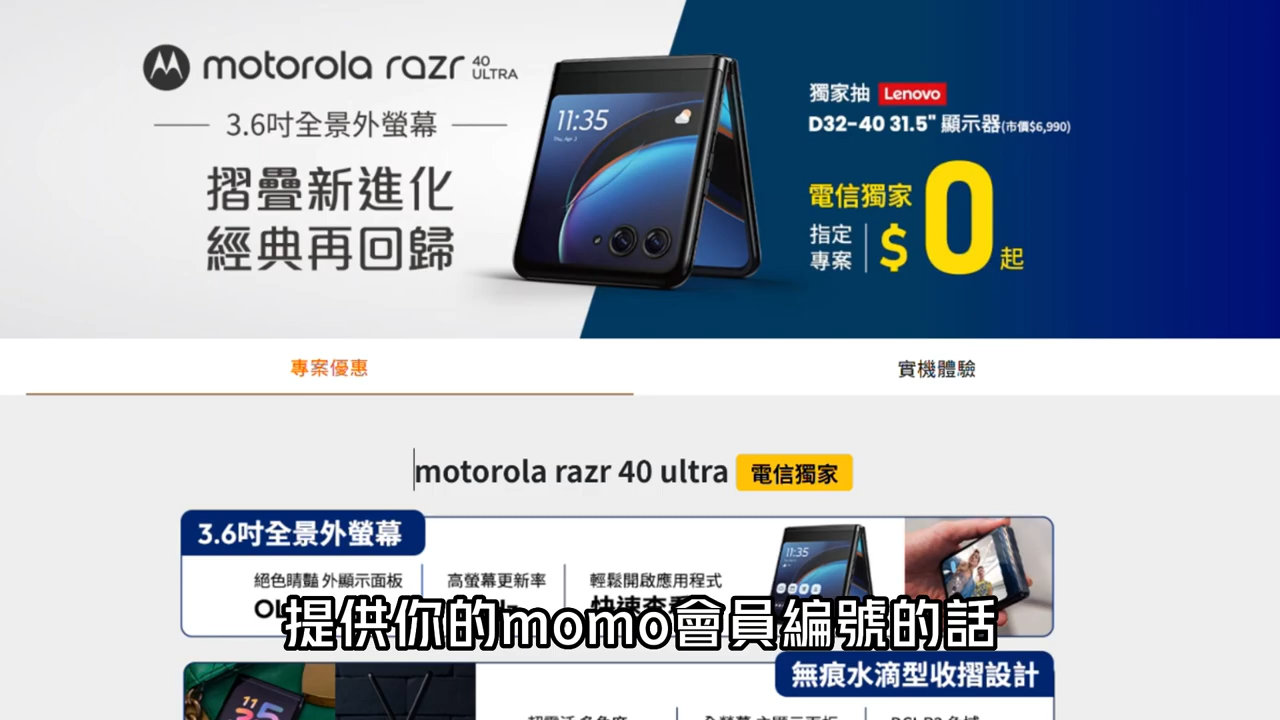 motorola razr 40 ULTRA
3.6吋全景外螢幕
摺疊新進化
經典再回歸
11:35
獨家抽 Lenovo
D32-40 31.5" 顯示器(市價$6,990)
電信獨家
指定專案 $0起
專案優惠
實機體驗
motorola razr 40 ultra 電信獨家
3.6吋全景外螢幕
11:35
絕色睛豔 外顯示面板
高螢幕更新率
輕鬆開啟應用程式
提供你的momo會員編號的話
無痕水滴型收摺設計
11